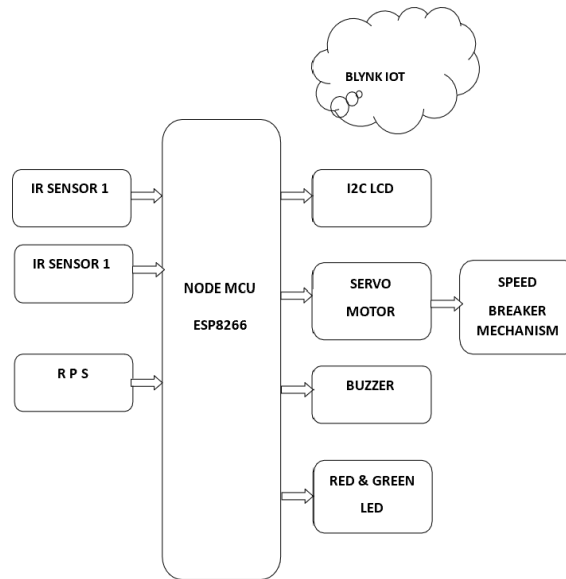 BLYNK IOT
IR SENSOR 1
IR SENSOR 1
R P S
NODE MCU
ESP8266
I2C LCD
SERVO
MOTOR
SPEED
BREAKER
MECHANISM
BUZZER
RED & GREEN
LED